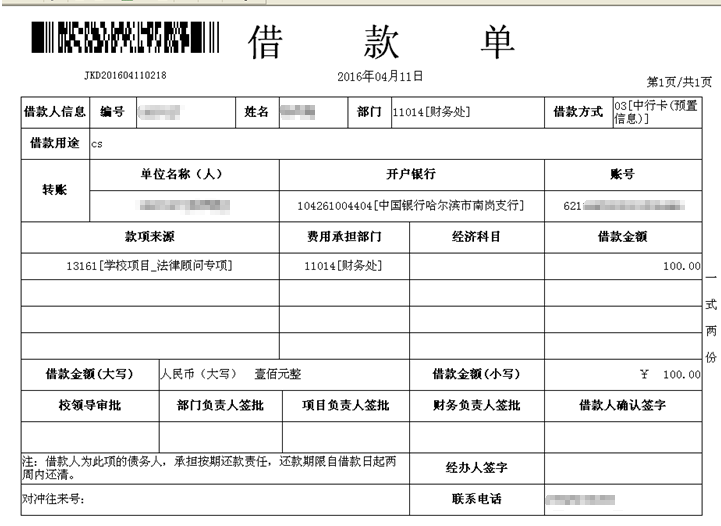 借 款 单
JKD201604110218
2016年04月11日
第1页/共1页
借款人信息 编号 姓名 部门 11014[财务处] 借款方式 03[中行卡(预置
信息)]
借款用途 cs
转账 单位名称（人） 开户银行 账号
104261004404[中国银行哈尔滨市南岗支行] 621
款项来源 费用承担部门 经济科目 借款金额
13161[学校项目_法律顾问专项] 11014[财务处] 100.00
一式两份
借款金额(大写) 人民币（大写） 壹佰元整 借款金额(小写) ￥ 100.00
校领导审批 部门负责人签批 项目负责人签批 财务负责人签批 借款人确认签字
注: 借款人为此项的债务人，承担按期还款责任，还款期限自借款日起两
周内还清。
经办人签字
对冲往来号: 联系电话